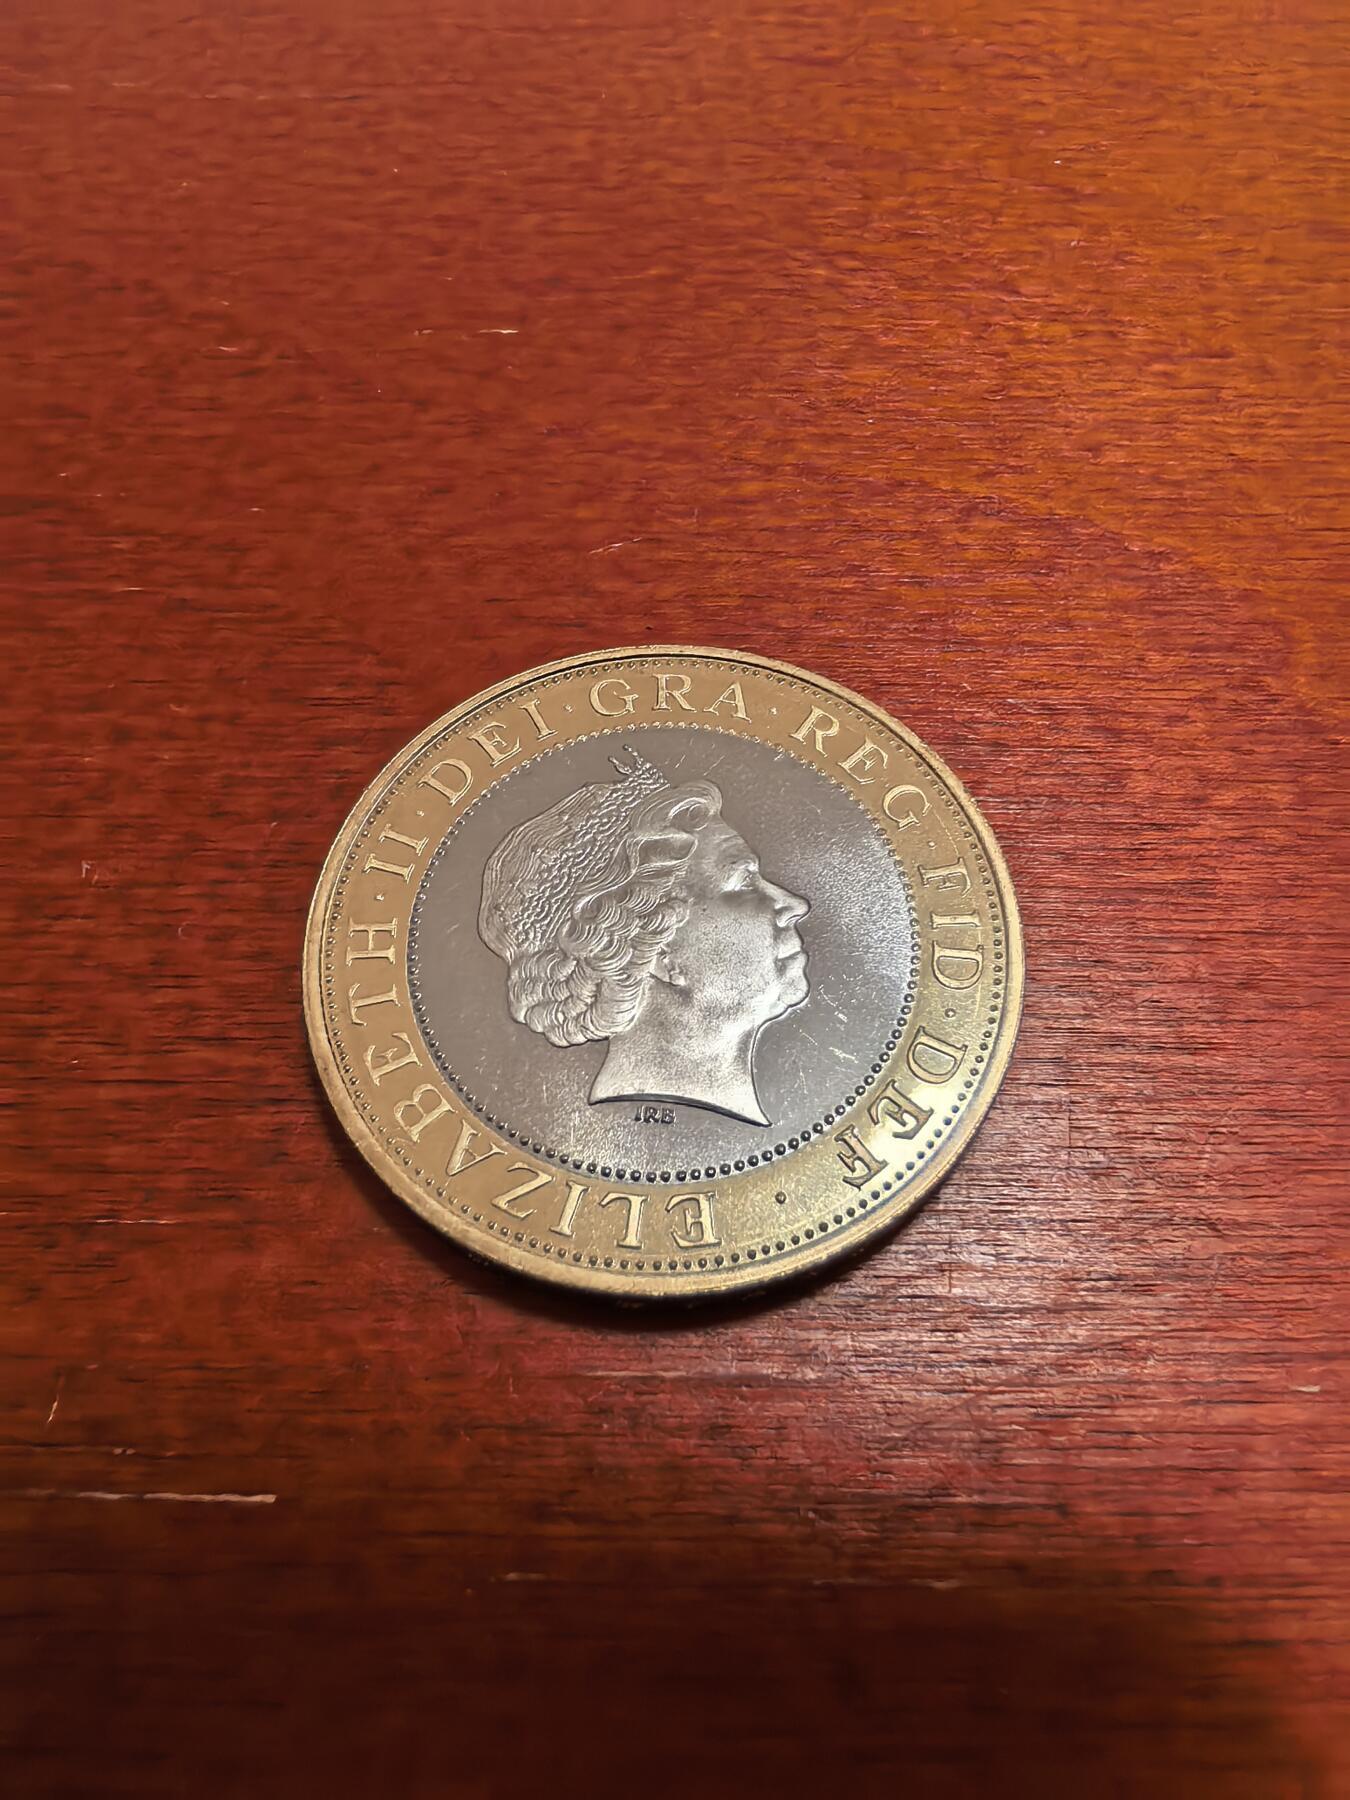 ELIZABETH · II · DEI · GRA · REG · FID · DEF ·
IRB